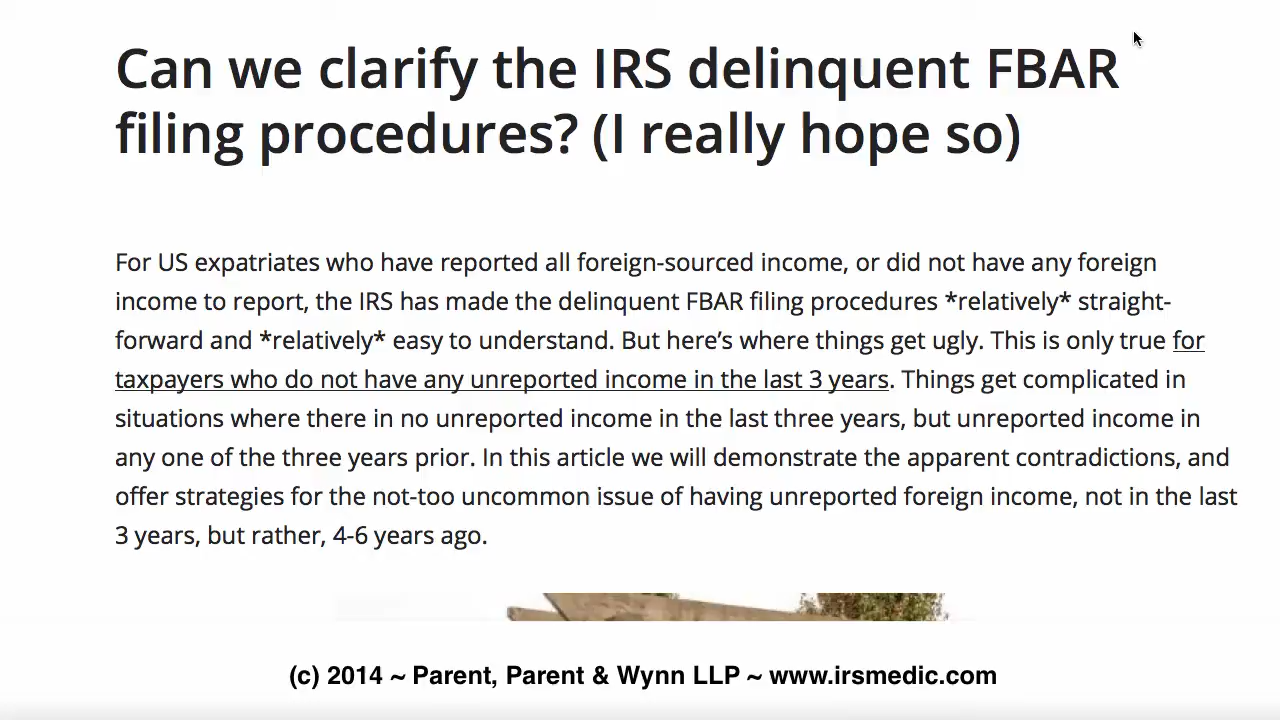 Can we clarify the IRS delinquent FBAR
filing procedures? (I really hope so)
For US expatriates who have reported all foreign-sourced income, or did not have any foreign
income to report, the IRS has made the delinquent FBAR filing procedures *relatively* straight-
forward and *relatively* easy to understand. But here’s where things get ugly. This is only true for
taxpayers who do not have any unreported income in the last 3 years. Things get complicated in
situations where there in no unreported income in the last three years, but unreported income in
any one of the three years prior. In this article we will demonstrate the apparent contradictions, and
offer strategies for the not-too uncommon issue of having unreported foreign income, not in the last
3 years, but rather, 4-6 years ago.
(c) 2014 ~ Parent, Parent & Wynn LLP ~ www.irsmedic.com